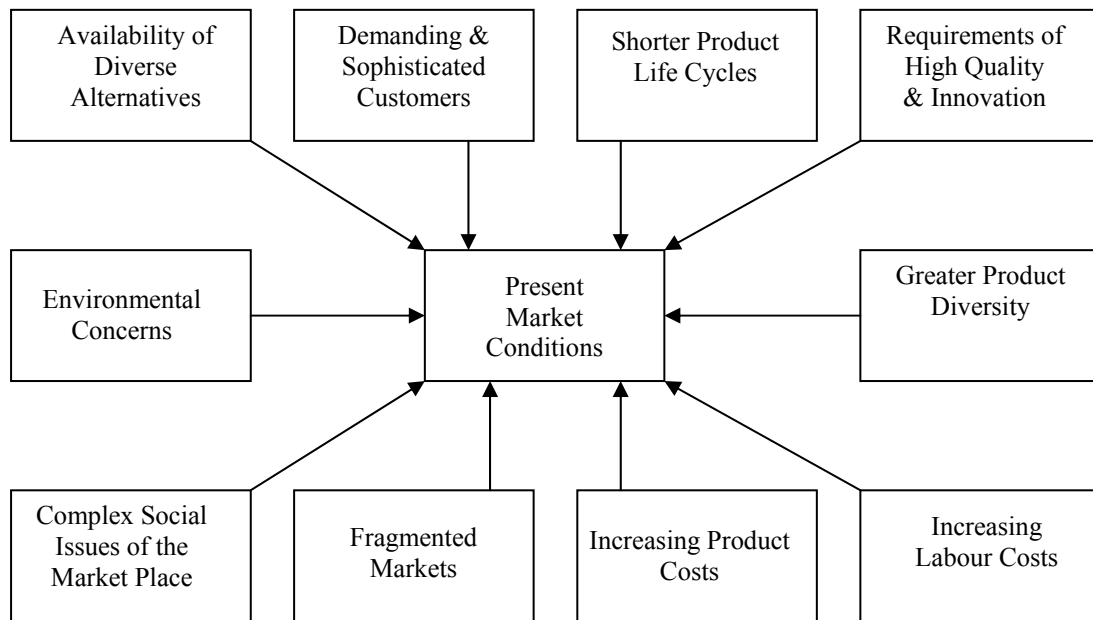 Availability of
Diverse
Alternatives
Demanding &
Sophisticated
Customers
Shorter Product
Life Cycles
Requirements of
High Quality
& Innovation
Environmental
Concerns
Present
Market
Conditions
Greater Product
Diversity
Complex Social
Issues of the
Market Place
Fragmented
Markets
Increasing Product
Costs
Increasing
Labour Costs